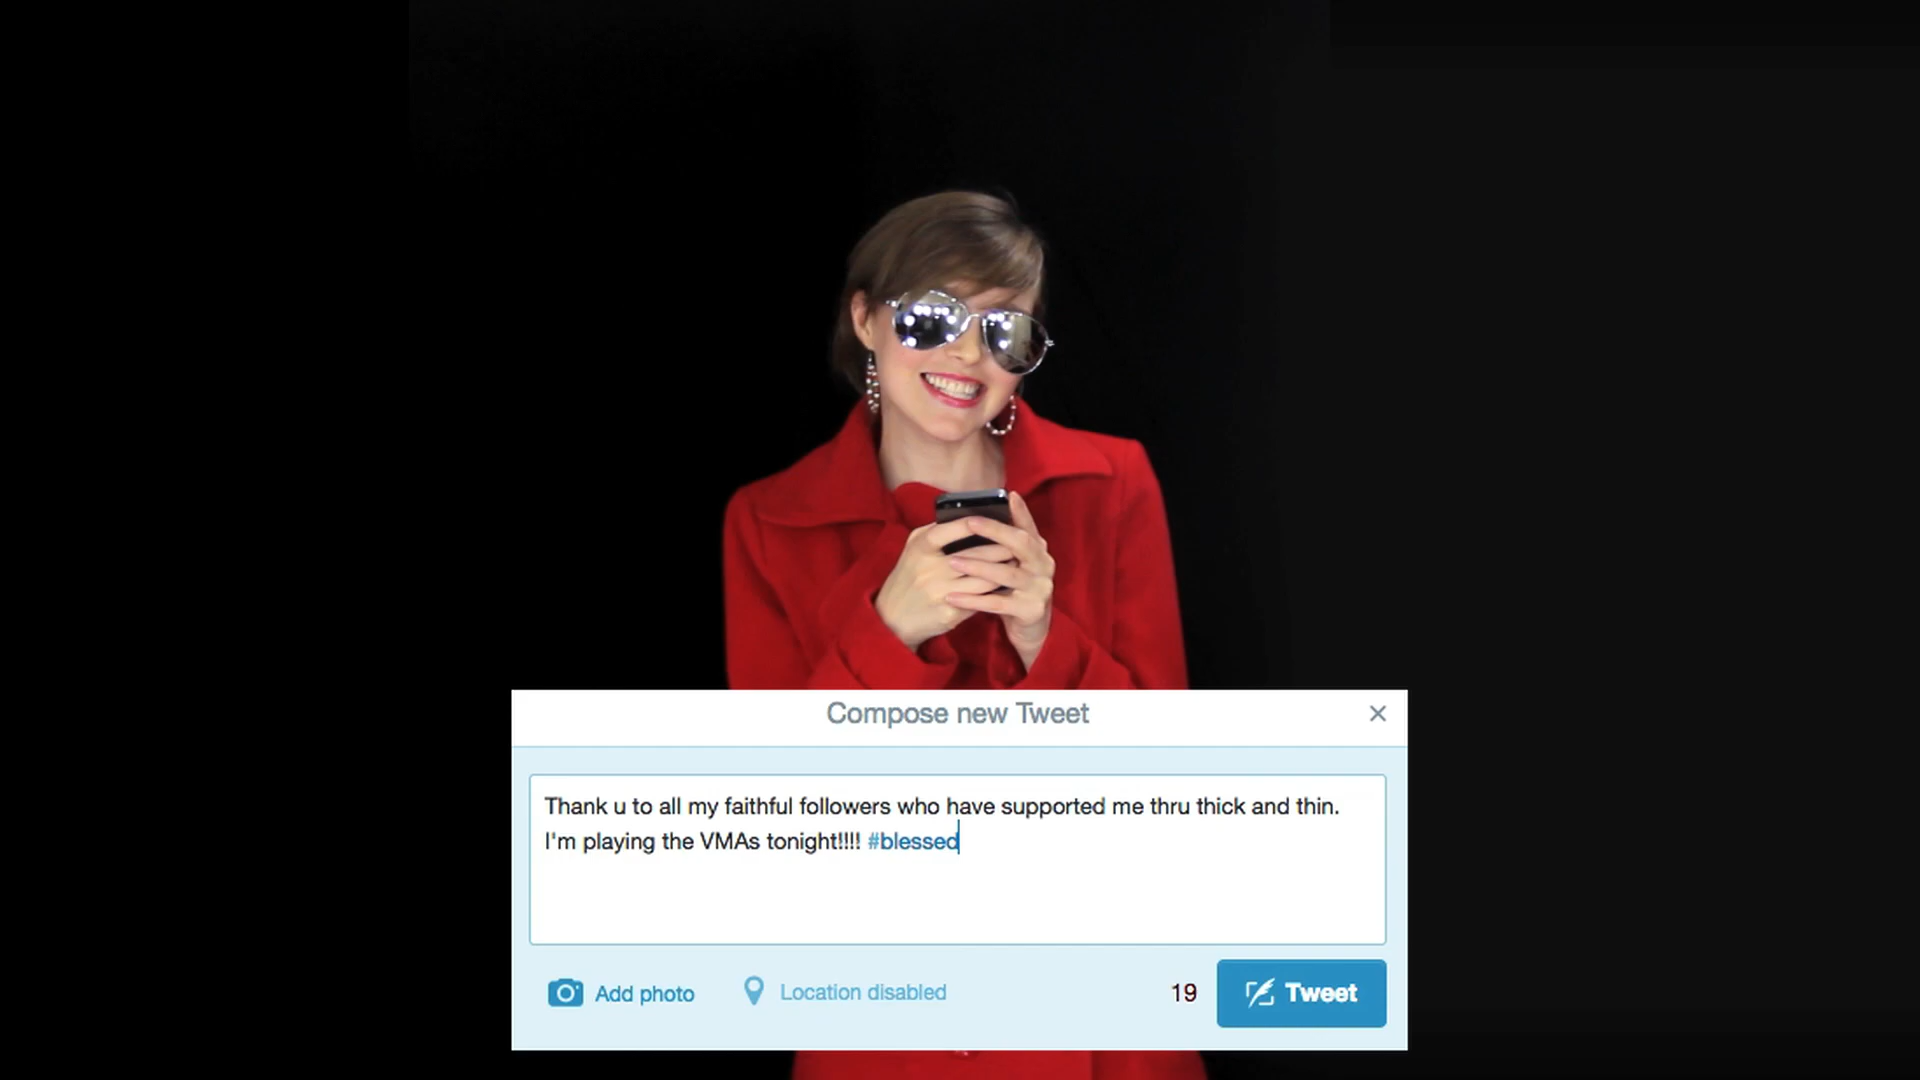 Compose new Tweet ×
Thank u to all my faithful followers who have supported me thru thick and thin.
I'm playing the VMAs tonight!!!! #blessed
Add photo Location disabled 19 Tweet